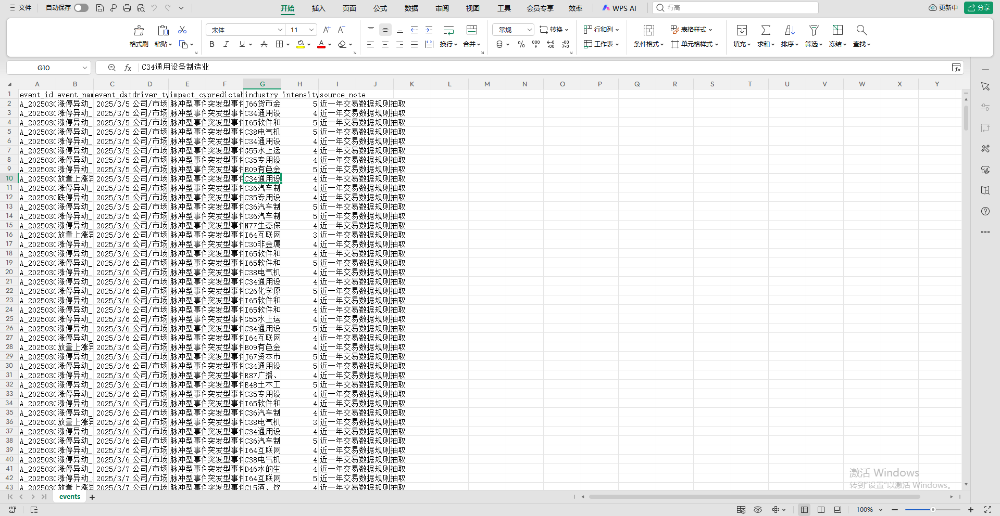 文件 自动保存 开始 插入 页面 公式 数据 审阅 视图 工具 会员专享 效率 WPS AI 行高 更新中 分享
格式刷 粘贴 宋体 11 A+ A- 换行 合并 常规 转换 行和列 条件格式 表格样式 填充 求和 排序 筛选 冻结 查找
B I U A A % 工作表 单元格样式
G10 fx C34通用设备制造业
A B C D E F G H I J K L M N O P Q R S T U V W X Y
1 event_id event_nam event_dat driver_ty impact_cy predictab industry intensity source_note
2 A_202503 涨停异动_ 2025/3/5 公司/市场 脉冲型事件 突发型事件 J66货币金 5 近一年交易数据规则抽取
3 A_202503 涨停异动_ 2025/3/5 公司/市场 脉冲型事件 突发型事件 C34通用设 4 近一年交易数据规则抽取
4 A_202503 涨停异动_ 2025/3/5 公司/市场 脉冲型事件 突发型事件 I65软件和 5 近一年交易数据规则抽取
5 A_202503 涨停异动_ 2025/3/5 公司/市场 脉冲型事件 突发型事件 C38电气机 5 近一年交易数据规则抽取
6 A_202503 涨停异动_ 2025/3/5 公司/市场 脉冲型事件 突发型事件 C34通用设 4 近一年交易数据规则抽取
7 A_202503 涨停异动_ 2025/3/5 公司/市场 脉冲型事件 突发型事件 G55水上运 4 近一年交易数据规则抽取
8 A_202503 涨停异动_ 2025/3/5 公司/市场 脉冲型事件 突发型事件 C35专用设 4 近一年交易数据规则抽取
9 A_202503 涨停异动_ 2025/3/5 公司/市场 脉冲型事件 突发型事件 B09有色金 5 近一年交易数据规则抽取
10 A_202503 放量上涨异 2025/3/5 公司/市场 脉冲型事件 突发型事件 C34通用设 4 近一年交易数据规则抽取
11 A_202503 涨停异动_ 2025/3/5 公司/市场 脉冲型事件 突发型事件 C36汽车制 4 近一年交易数据规则抽取
12 A_202503 跌停异动_ 2025/3/5 公司/市场 脉冲型事件 突发型事件 C35专用设 4 近一年交易数据规则抽取
13 A_202503 涨停异动_ 2025/3/5 公司/市场 脉冲型事件 突发型事件 C36汽车制 5 近一年交易数据规则抽取
14 A_202503 涨停异动_ 2025/3/5 公司/市场 脉冲型事件 突发型事件 C36汽车制 5 近一年交易数据规则抽取
15 A_202503 涨停异动_ 2025/3/6 公司/市场 脉冲型事件 突发型事件 N77生态保 4 近一年交易数据规则抽取
16 A_202503 放量上涨异 2025/3/6 公司/市场 脉冲型事件 突发型事件 I64互联网 3 近一年交易数据规则抽取
17 A_202503 涨停异动_ 2025/3/6 公司/市场 脉冲型事件 突发型事件 C30非金属 4 近一年交易数据规则抽取
18 A_202503 涨停异动_ 2025/3/6 公司/市场 脉冲型事件 突发型事件 I65软件和 4 近一年交易数据规则抽取
19 A_202503 涨停异动_ 2025/3/6 公司/市场 脉冲型事件 突发型事件 I65软件和 5 近一年交易数据规则抽取
20 A_202503 涨停异动_ 2025/3/6 公司/市场 脉冲型事件 突发型事件 C38电气机 4 近一年交易数据规则抽取
21 A_202503 涨停异动_ 2025/3/6 公司/市场 脉冲型事件 突发型事件 C34通用设 4 近一年交易数据规则抽取
22 A_202503 涨停异动_ 2025/3/6 公司/市场 脉冲型事件 突发型事件 C26化学原 5 近一年交易数据规则抽取
23 A_202503 涨停异动_ 2025/3/6 公司/市场 脉冲型事件 突发型事件 I65软件和 4 近一年交易数据规则抽取
24 A_202503 涨停异动_ 2025/3/6 公司/市场 脉冲型事件 突发型事件 I65软件和 4 近一年交易数据规则抽取
25 A_202503 涨停异动_ 2025/3/6 公司/市场 脉冲型事件 突发型事件 G55水上运 4 近一年交易数据规则抽取
26 A_202503 涨停异动_ 2025/3/6 公司/市场 脉冲型事件 突发型事件 C34通用设 5 近一年交易数据规则抽取
27 A_202503 涨停异动_ 2025/3/6 公司/市场 脉冲型事件 突发型事件 I64互联网 4 近一年交易数据规则抽取
28 A_202503 放量上涨异 2025/3/6 公司/市场 脉冲型事件 突发型事件 B09有色金 4 近一年交易数据规则抽取
29 A_202503 涨停异动_ 2025/3/6 公司/市场 脉冲型事件 突发型事件 J67资本市 5 近一年交易数据规则抽取
30 A_202503 涨停异动_ 2025/3/6 公司/市场 脉冲型事件 突发型事件 C34通用设 5 近一年交易数据规则抽取
31 A_202503 涨停异动_ 2025/3/6 公司/市场 脉冲型事件 突发型事件 R87广播、 4 近一年交易数据规则抽取
32 A_202503 涨停异动_ 2025/3/6 公司/市场 脉冲型事件 突发型事件 E48土木工 5 近一年交易数据规则抽取
33 A_202503 涨停异动_ 2025/3/6 公司/市场 脉冲型事件 突发型事件 C35专用设 4 近一年交易数据规则抽取
34 A_202503 涨停异动_ 2025/3/6 公司/市场 脉冲型事件 突发型事件 I65软件和 4 近一年交易数据规则抽取
35 A_202503 涨停异动_ 2025/3/6 公司/市场 脉冲型事件 突发型事件 C36汽车制 4 近一年交易数据规则抽取
36 A_202503 放量上涨异 2025/3/6 公司/市场 脉冲型事件 突发型事件 C38电气机 3 近一年交易数据规则抽取
37 A_202503 涨停异动_ 2025/3/6 公司/市场 脉冲型事件 突发型事件 C34通用设 4 近一年交易数据规则抽取
38 A_202503 涨停异动_ 2025/3/6 公司/市场 脉冲型事件 突发型事件 C36汽车制 5 近一年交易数据规则抽取
39 A_202503 涨停异动_ 2025/3/6 公司/市场 脉冲型事件 突发型事件 I64互联网 4 近一年交易数据规则抽取
40 A_202503 涨停异动_ 2025/3/6 公司/市场 脉冲型事件 突发型事件 C38电气机 4 近一年交易数据规则抽取
41 A_202503 涨停异动_ 2025/3/7 公司/市场 脉冲型事件 突发型事件 D46水的生 4 近一年交易数据规则抽取
42 A_202503 涨停异动_ 2025/3/7 公司/市场 脉冲型事件 突发型事件 I64互联网 5 近一年交易数据规则抽取
43 A_202503 放量上涨异 2025/3/7 公司/市场 脉冲型事件 突发型事件 C15酒、饮 4 近一年交易数据规则抽取
激活 Windows
转到"设置"以激活 Windows。
events +
100%